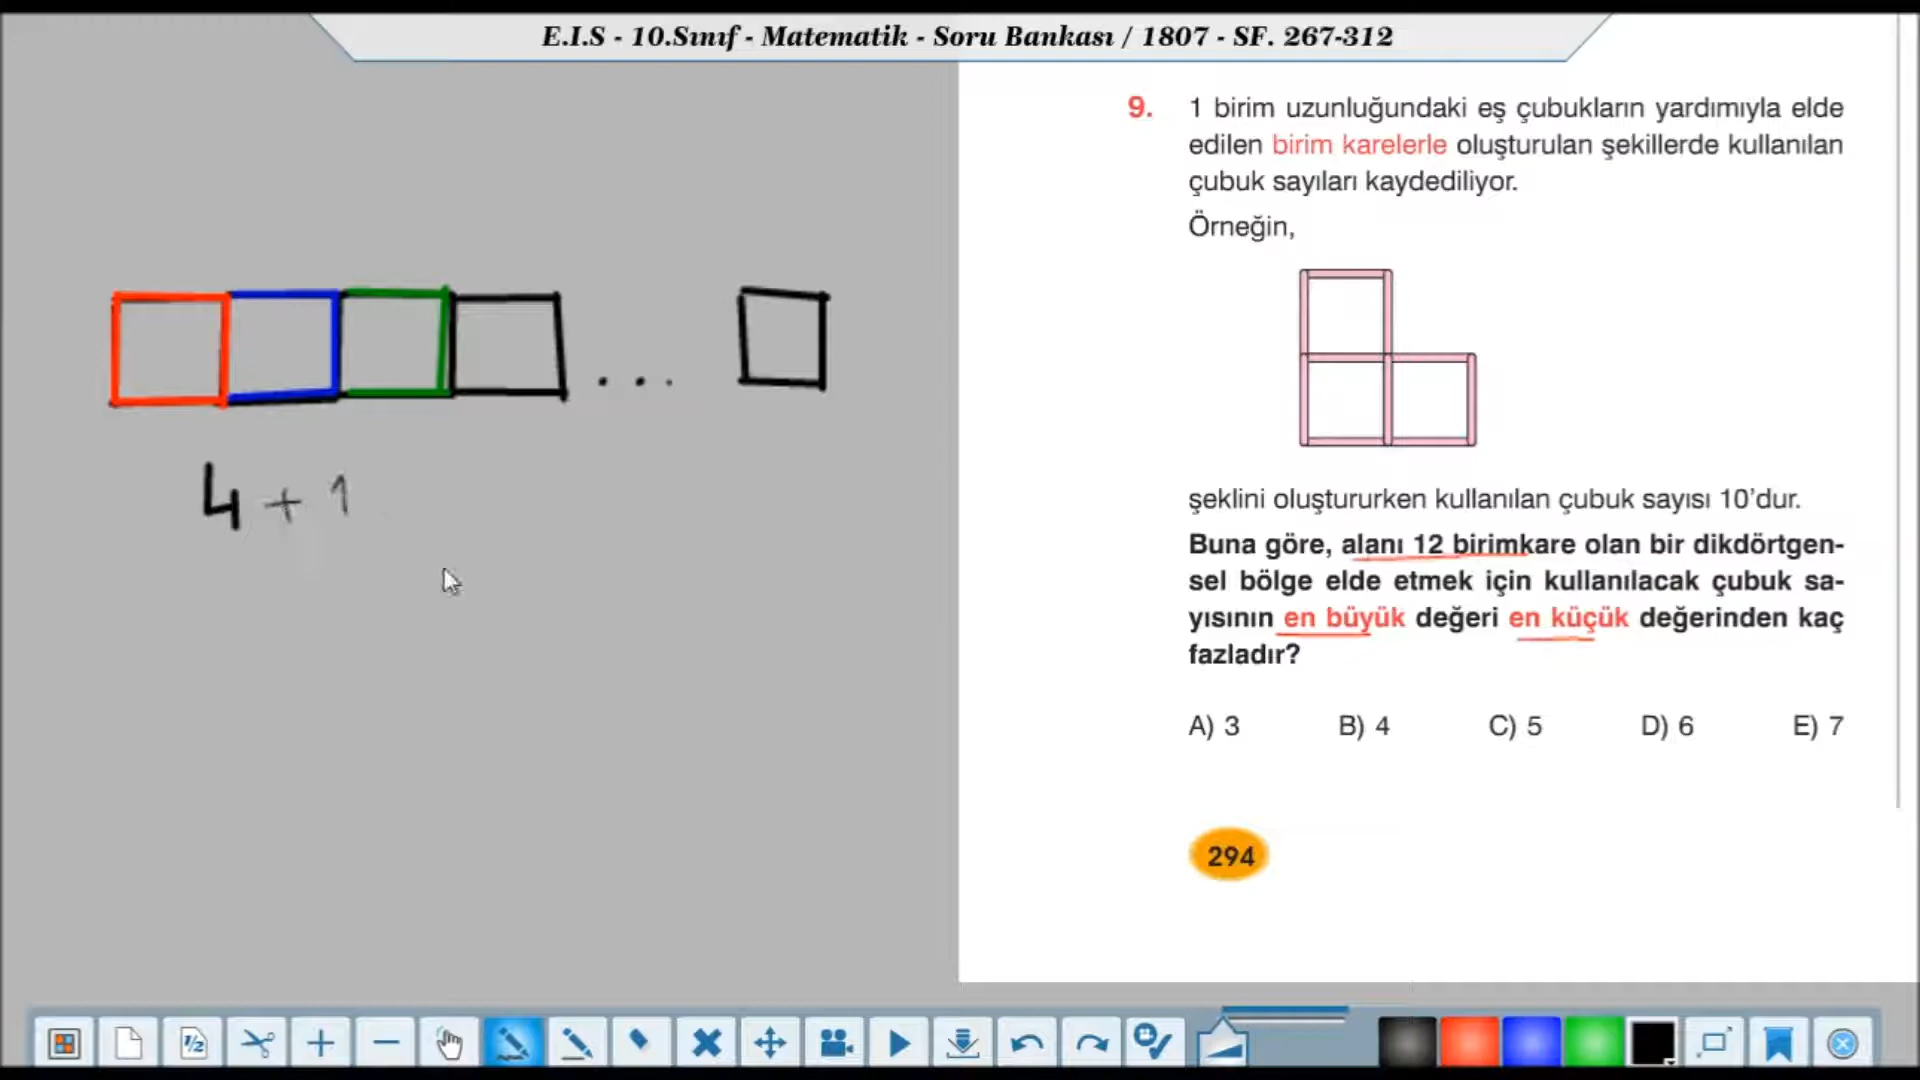 E.I.S - 10.Sınıf - Matematik - Soru Bankası / 1807 - SF. 267-312
4 + 1
9. 1 birim uzunluğundaki eş çubukların yardımıyla elde
edilen birim karelerle oluşturulan şekillerde kullanılan
çubuk sayıları kaydediliyor.
Örneğin,
şeklini oluştururken kullanılan çubuk sayısı 10'dur.
Buna göre, alanı 12 birimkare olan bir dikdörtgen-
sel bölge elde etmek için kullanılacak çubuk sa-
yısının en büyük değeri en küçük değerinden kaç
fazladır?
A) 3 B) 4 C) 5 D) 6 E) 7
294
1/2